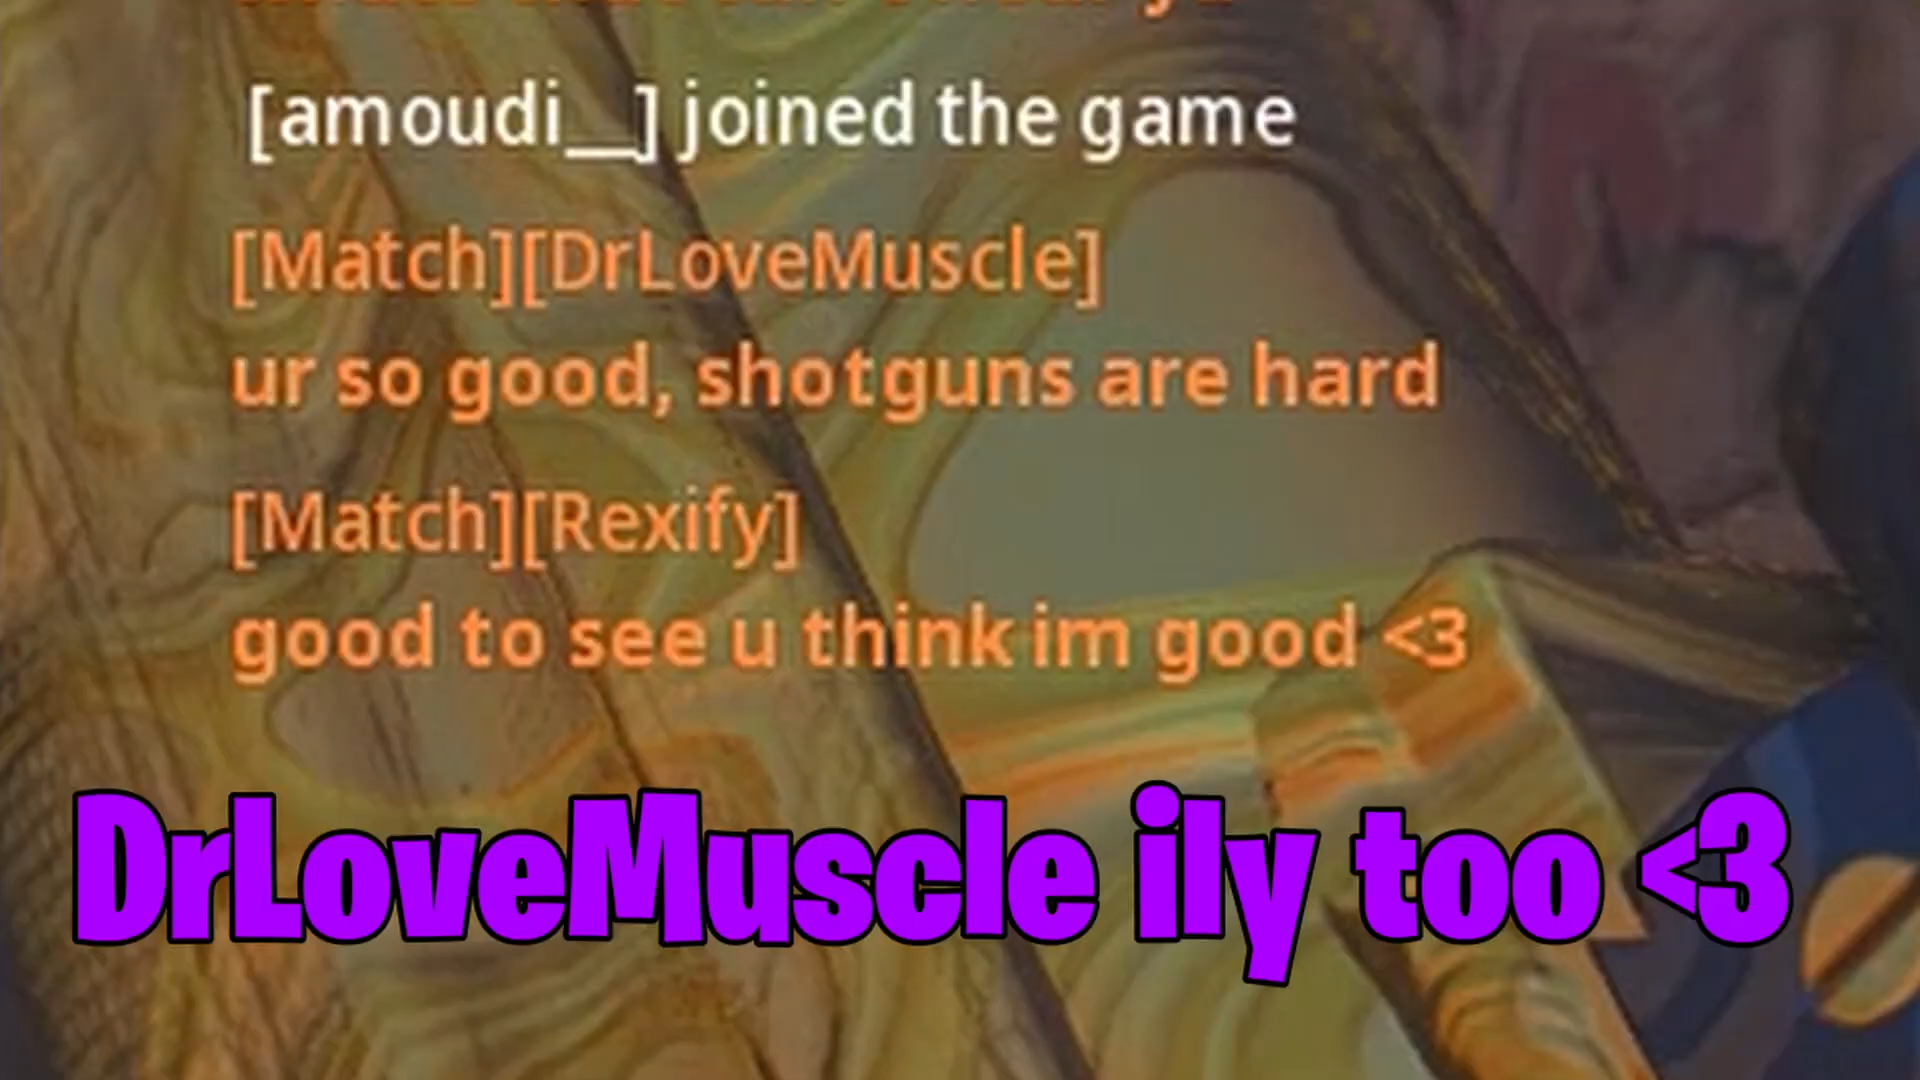 [amoudi__] joined the game
[Match][DrLoveMuscle]
ur so good, shotguns are hard
[Match][Rexify]
good to see u think im good <3
DrLoveMuscle ily too <3